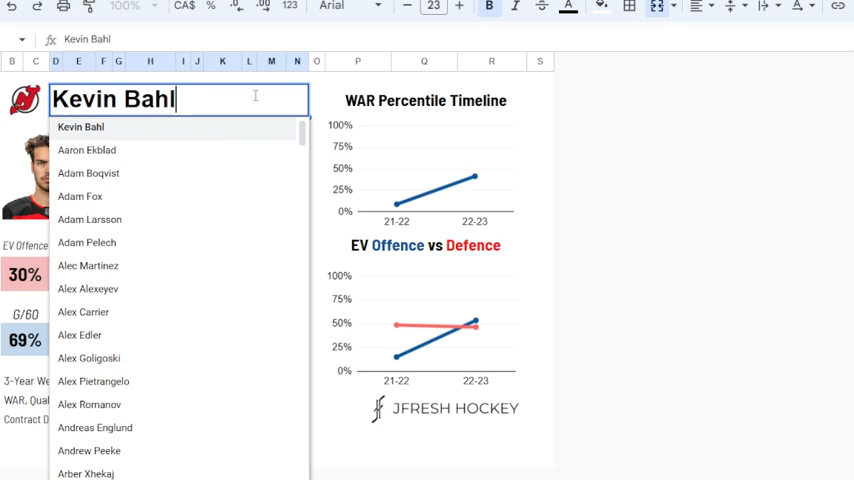 100%
CA$
%
.0
.00
123
Arial
23
B
I
A
fx
Kevin Bahl
B C D E F G H I J K L M N O P Q R S
Kevin Bahl
Kevin Bahl
Aaron Ekblad
Adam Boqvist
Adam Fox
Adam Larsson
Adam Pelech
Alec Martinez
Alex Alexeyev
Alex Carrier
Alex Edler
Alex Goligoski
Alex Pietrangelo
Alex Romanov
Andreas Englund
Andrew Peeke
Arber Xhekaj
EV Offence
30%
G/60
69%
3-Year We
WAR, Qual
Contract D
WAR Percentile Timeline
100%
75%
50%
25%
0%
21-22
22-23
EV Offence vs Defence
100%
75%
50%
25%
0%
21-22
22-23
JFRESH HOCKEY